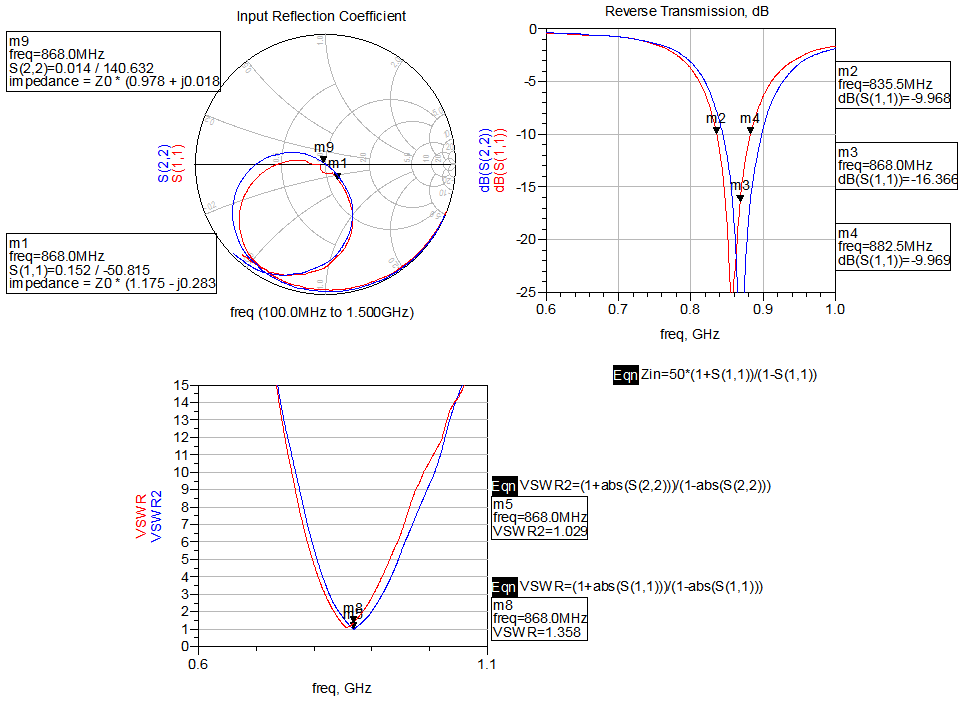 Input Reflection Coefficient
m9
freq=868.0MHz
S(2,2)=0.014 / 140.632
impedance = Z0 * (0.978 + j0.018
S(2,2)
S(1,1)
m9
m1
m1
freq=868.0MHz
S(1,1)=0.152 / -50.815
impedance = Z0 * (1.175 - j0.283
freq (100.0MHz to 1.500GHz)
Reverse Transmission, dB
dB(S(2,2))
dB(S(1,1))
0
-5
-10
-15
-20
-25
0.6 0.7 0.8 0.9 1.0
freq, GHz
m2
m4
m3
m2
freq=835.5MHz
dB(S(1,1))=-9.968
m3
freq=868.0MHz
dB(S(1,1))=-16.366
m4
freq=882.5MHz
dB(S(1,1))=-9.969
Eqn Zin=50*(1+S(1,1))/(1-S(1,1))
VSWR
VSWR2
15
14
13
12
11
10
9
8
7
6
5
4
3
2
1
0
0.6 1.1
freq, GHz
m8
Eqn VSWR2=(1+abs(S(2,2)))/(1-abs(S(2,2)))
m5
freq=868.0MHz
VSWR2=1.029
Eqn VSWR=(1+abs(S(1,1)))/(1-abs(S(1,1)))
m8
freq=868.0MHz
VSWR=1.358